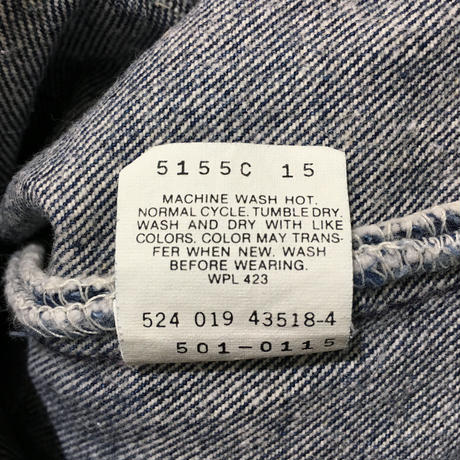 5155C 15
MACHINE WASH HOT.
NORMAL CYCLE. TUMBLE DRY.
WASH AND DRY WITH LIKE
COLORS. COLOR MAY TRANS-
FER WHEN NEW. WASH
BEFORE WEARING.
WPL 423
524 019 43518-4
501-0115